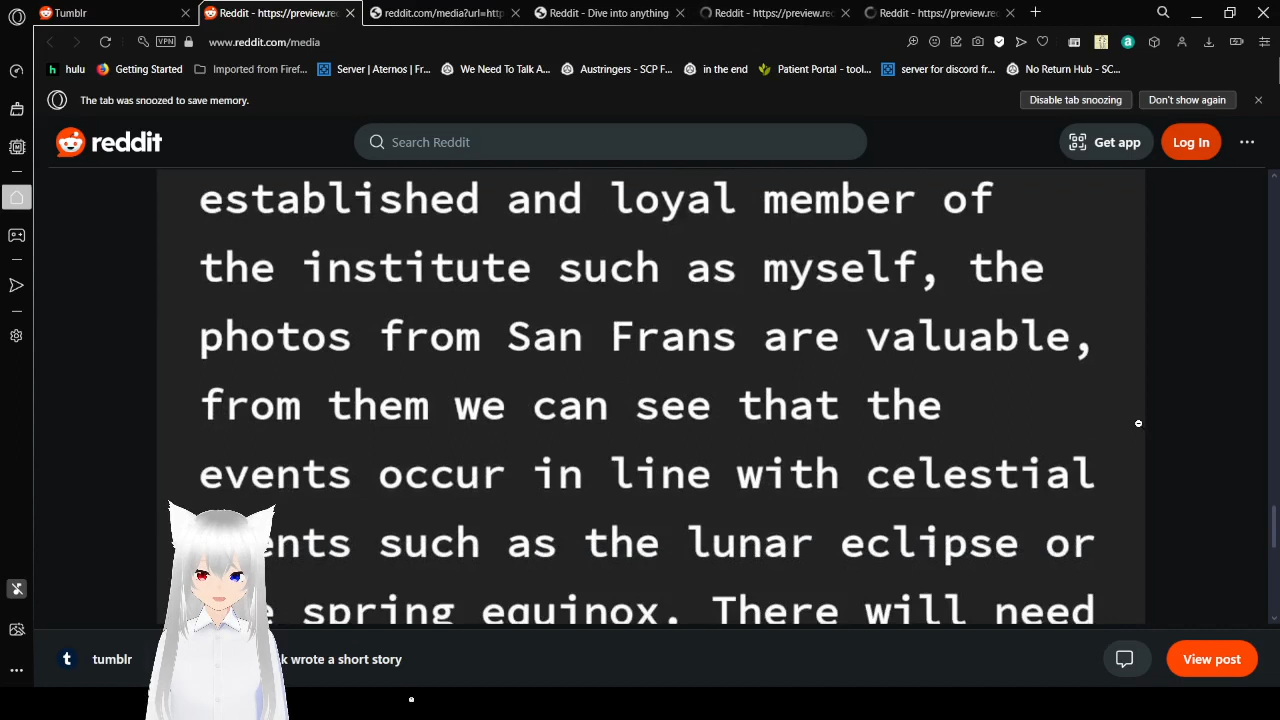 Tumblr
Reddit - https://preview.rec
reddit.com/media?url=http
Reddit - Dive into anything
Reddit - https://preview.rec
Reddit - https://preview.rec
VPN
www.reddit.com/media
hulu
Getting Started
Imported from Firef...
Server | Aternos | Fr...
We Need To Talk A...
Austringers - SCP F...
in the end
Patient Portal - tool...
server for discord fr...
No Return Hub - SC...
The tab was snoozed to save memory.
Disable tab snoozing
Don't show again
reddit
Search Reddit
Get app
Log In
established and loyal member of
the institute such as myself, the
photos from San Frans are valuable,
from them we can see that the
events occur in line with celestial
ents such as the lunar eclipse or
spring equinox. There will need
t
tumblr
k wrote a short story
View post